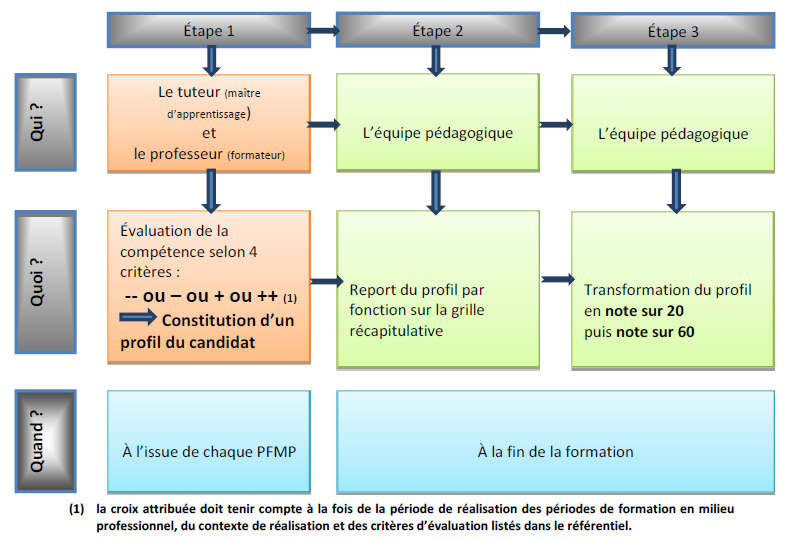 Étape 1
Étape 2
Étape 3
Qui ?
Le tuteur (maître
d’apprentissage)
et
le professeur (formateur)
L’équipe pédagogique
L’équipe pédagogique
Quoi ?
Évaluation de la
compétence selon 4
critères :
-- ou – ou + ou ++ (1)
Constitution d’un
profil du candidat
Report du profil par
fonction sur la grille
récapitulative
Transformation du profil
en note sur 20
puis note sur 60
Quand ?
À l’issue de chaque PFMP
À la fin de la formation
(1) la croix attribuée doit tenir compte à la fois de la période de réalisation des périodes de formation en milieu
professionnel, du contexte de réalisation et des critères d’évaluation listés dans le référentiel.